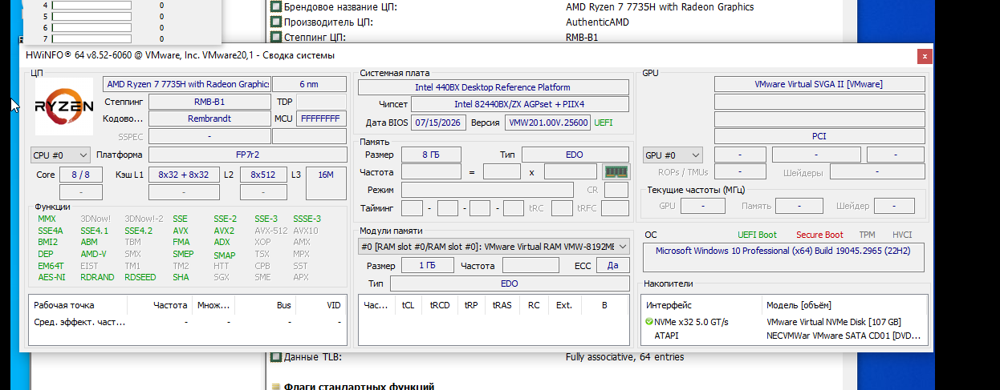 4 0
5 0
6 0
7 0
Брендовое название ЦП: AMD Ryzen 7 7735H with Radeon Graphics
Производитель ЦП: AuthenticAMD
Степпинг ЦП: RMB-B1
HWiNFO® 64 v8.52-6060 @ VMware, Inc. VMware20,1 - Сводка системы x
ЦП
RYZEN
AMD Ryzen 7 7735H with Radeon Graphics 6 nm
Степпинг RMB-B1 TDP
Кодово... Rembrandt MCU FFFFFFFF
SSPEC -
CPU #0 Платформа FP7r2
Core 8 / 8 Кэш L1 8x32 + 8x32 L2 8x512 L3 16M
- - -
Функции
MMX 3DNow! 3DNow!-2 SSE SSE-2 SSE-3 SSSE-3
SSE4A SSE4.1 SSE4.2 AVX AVX2 AVX-512 AVX10
BMI2 ABM TBM FMA ADX XOP AMX
DEP AMD-V SMX SMEP SMAP TSX MPX
EM64T EIST TM1 TM2 HTT CPB SST
AES-NI RDRAND RDSEED SHA SGX SME APX
Рабочая точка Частота Множ... Bus VID
Сред. эффект. част... - - - -
Системная плата
Intel 440BX Desktop Reference Platform
Чипсет Intel 82440BX/ZX AGPset + PIIX4
Дата BIOS 07/15/2026 Версия VMW201.00V.25600 UEFI
Память
Размер 8 ГБ Тип EDO
Частота = x
Режим CR
Тайминг - - - tRC tRFC
Модули памяти
#0 [RAM slot #0/RAM slot #0]: VMware Virtual RAM VMW-8192MB
Размер 1 ГБ Частота ECC Да
Тип EDO
Час... tCL tRCD tRP tRAS RC Ext. В
GPU
VMware Virtual SVGA II [VMware]
PCI
GPU #0 - - -
ROPs / TMUs - Шейдеры -
Текущие частоты (МГц)
GPU - Память - Шейдер -
ОС UEFI Boot Secure Boot TPM HVCI
Microsoft Windows 10 Professional (x64) Build 19045.2965 (22H2)
Накопители
Интерфейс Модель [объём]
NVMe x32 5.0 GT/s VMware Virtual NVMe Disk [107 GB]
ATAPI NECVMWar VMware SATA CD01 [DVD...
Данные TLB: Fully associative, 64 entries
Флаги стандартных функций